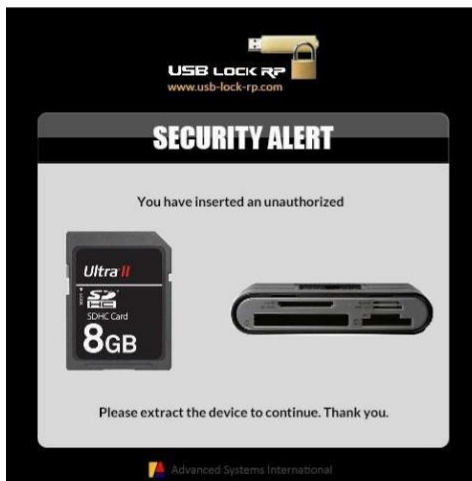 USB LOCK RP
www.usb-lock-rp.com
SECURITY ALERT
You have inserted an unauthorized
Ultra II
SDHC Card
8GB
Please extract the device to continue. Thank you.
Advanced Systems International